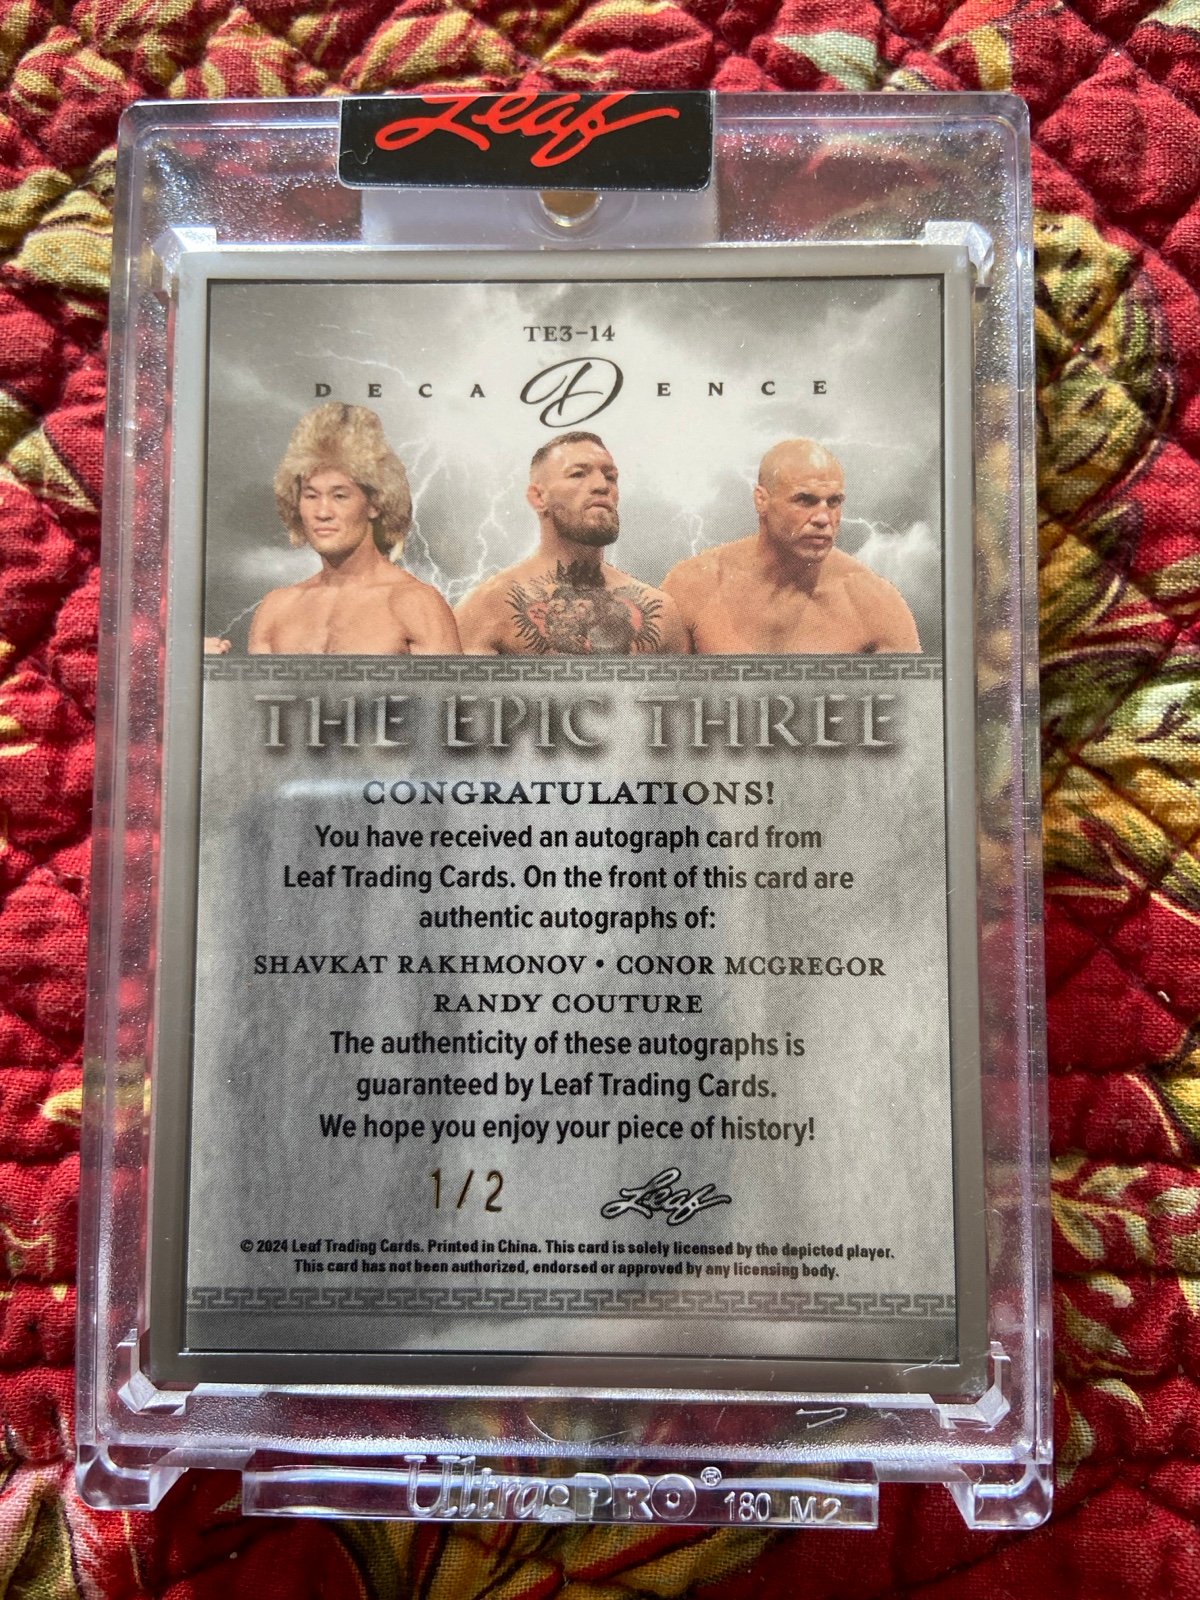 Leaf
TE3-14
DECADENCE
THE EPIC THREE
CONGRATULATIONS!
You have received an autograph card from
Leaf Trading Cards. On the front of this card are
authentic autographs of:
SHAVKAT RAKHMONOV • CONOR MCGREGOR
RANDY COUTURE
The authenticity of these autographs is
guaranteed by Leaf Trading Cards.
We hope you enjoy your piece of history!
1/2 Leaf
© 2024 Leaf Trading Cards. Printed in China. This card is solely licensed by the depicted player.
This card has not been authorized, endorsed or approved by any licensing body.
Ultra•PRO® 180 M2